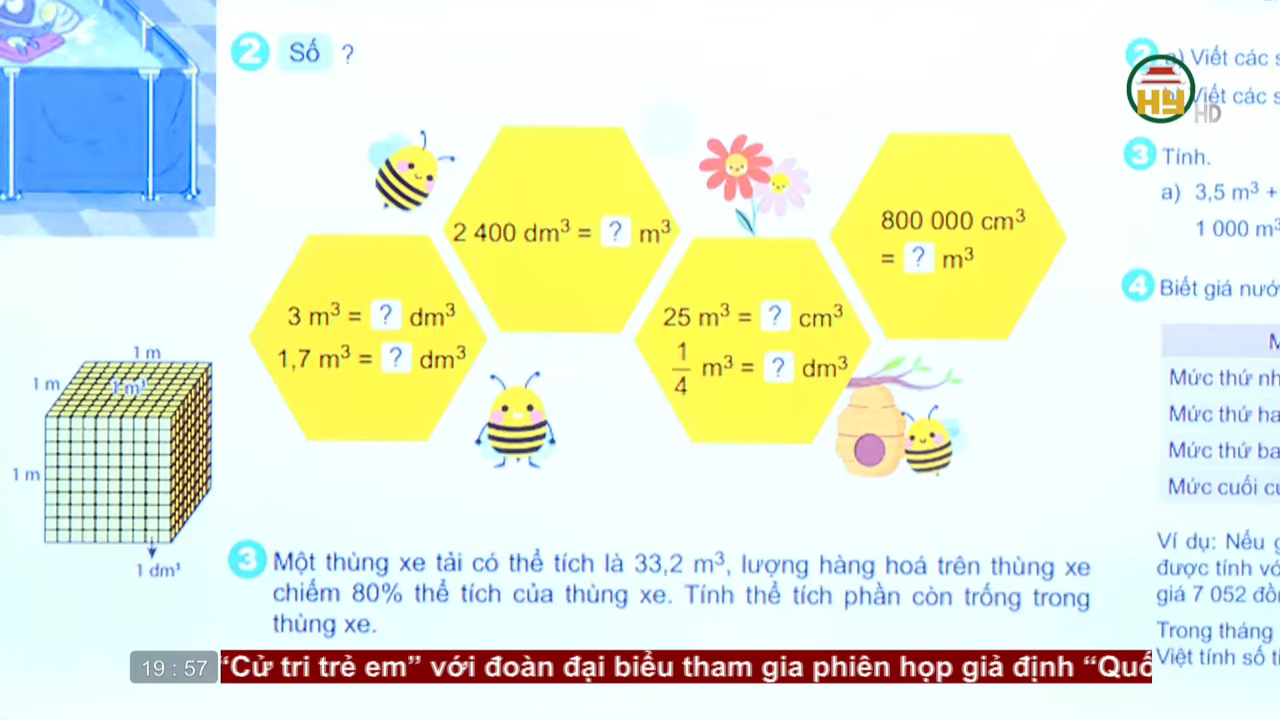 2 Số ?
2 400 dm³ = ? m³
800 000 cm³
= ? m³
3 m³ = ? dm³
1,7 m³ = ? dm³
25 m³ = ? cm³
1/4 m³ = ? dm³
1 m
1 m
1 m³
1 m
1 dm³
3 Một thùng xe tải có thể tích là 33,2 m³, lượng hàng hoá trên thùng xe
chiếm 80% thể tích của thùng xe. Tính thể tích phần còn trống trong
thùng xe.
2 a) Viết các s
b) Viết các s
HY HD
3 Tính.
a) 3,5 m³ +
1 000 m³
4 Biết giá nướ
M
Mức thứ nh
Mức thứ ha
Mức thứ ba
Mức cuối cù
Ví dụ: Nếu g
được tính vớ
giá 7 052 đồn
Trong tháng
Việt tính số ti
19 : 57
"Cử tri trẻ em" với đoàn đại biểu tham gia phiên họp giả định "Quố